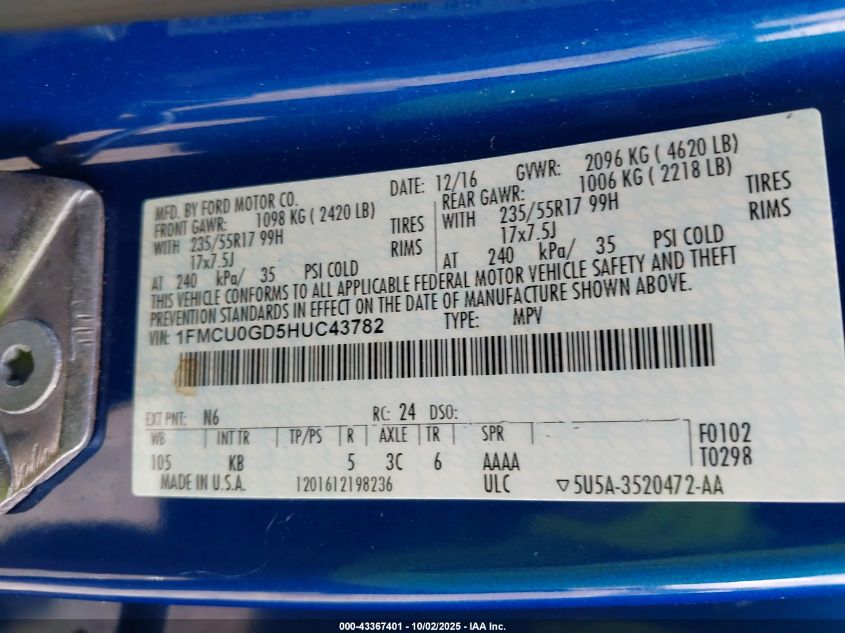 MFD. BY FORD MOTOR CO.
DATE: 12/16 GVWR: 2096 KG ( 4620 LB)
FRONT GAWR: 1098 KG ( 2420 LB)
REAR GAWR: 1006 KG ( 2218 LB)
WITH 235/55R17 99H TIRES
WITH 235/55R17 99H TIRES
17x7.5J RIMS
17x7.5J RIMS
AT 240 kPa/ 35 PSI COLD
AT 240 kPa/ 35 PSI COLD
THIS VEHICLE CONFORMS TO ALL APPLICABLE FEDERAL MOTOR VEHICLE SAFETY AND THEFT
PREVENTION STANDARDS IN EFFECT ON THE DATE OF MANUFACTURE SHOWN ABOVE.
VIN: 1FMCU0GD5HUC43782 TYPE: MPV
EXT PNT: N6 RC: 24 DSO:
WB INT TR TP/PS R AXLE TR SPR F0102
105 KB 5 3C 6 AAAA T0298
MADE IN U.S.A. 1201612198236 ULC ▽5U5A-3520472-AA
000-43367401 - 10/02/2025 - IAA Inc.